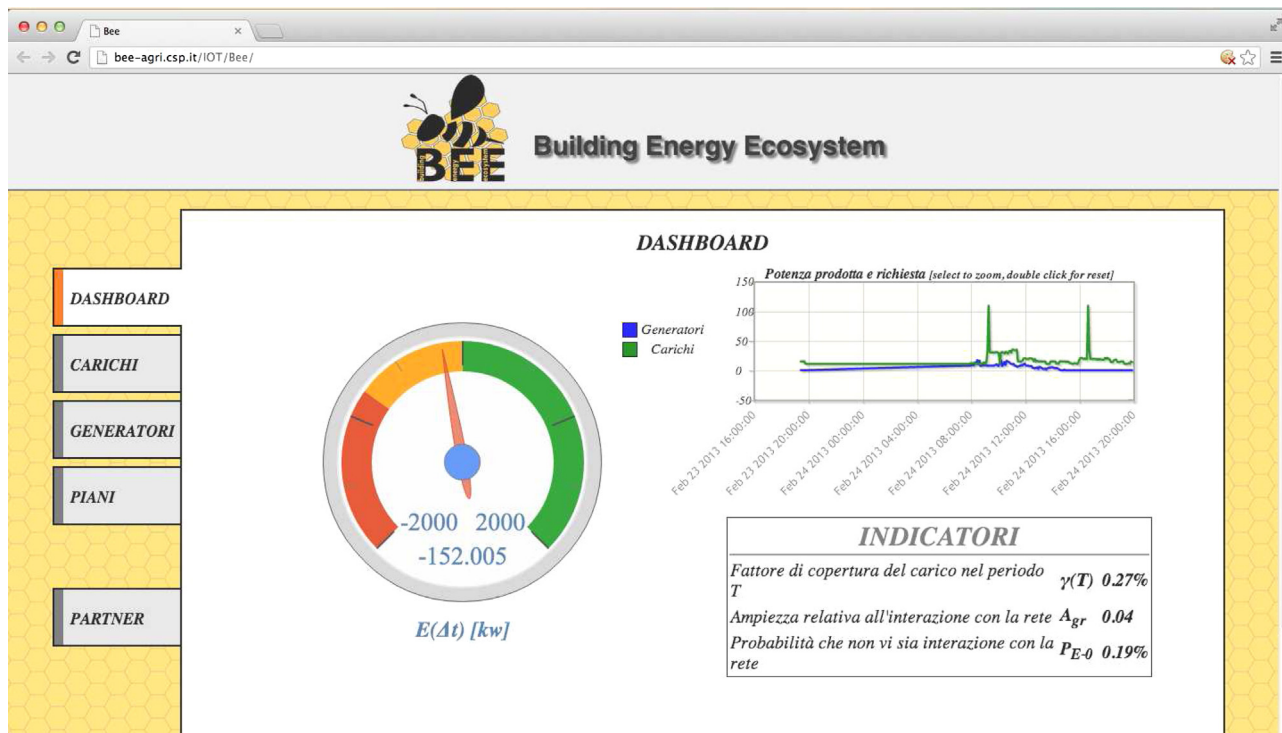 Bee
bee-agri.csp.it/IOT/Bee/
BEE
building
energy
ecosystem
Building Energy Ecosystem
DASHBOARD
DASHBOARD
CARICHI
GENERATORI
PIANI
PARTNER
-2000 2000
-152.005
E(Δt) [kw]
Potenza prodotta e richiesta [select to zoom, double click for reset]
Generatori
Carichi
150
100
50
0
-50
Feb 23 2013 16:00:00
Feb 23 2013 20:00:00
Feb 24 2013 00:00:00
Feb 24 2013 04:00:00
Feb 24 2013 08:00:00
Feb 24 2013 12:00:00
Feb 24 2013 16:00:00
Feb 24 2013 20:00:00
INDICATORI
Fattore di copertura del carico nel periodo
T γ(T) 0.27%
Ampiezza relativa all'interazione con la rete Agr 0.04
Probabilità che non vi sia interazione con la
rete PE-0 0.19%